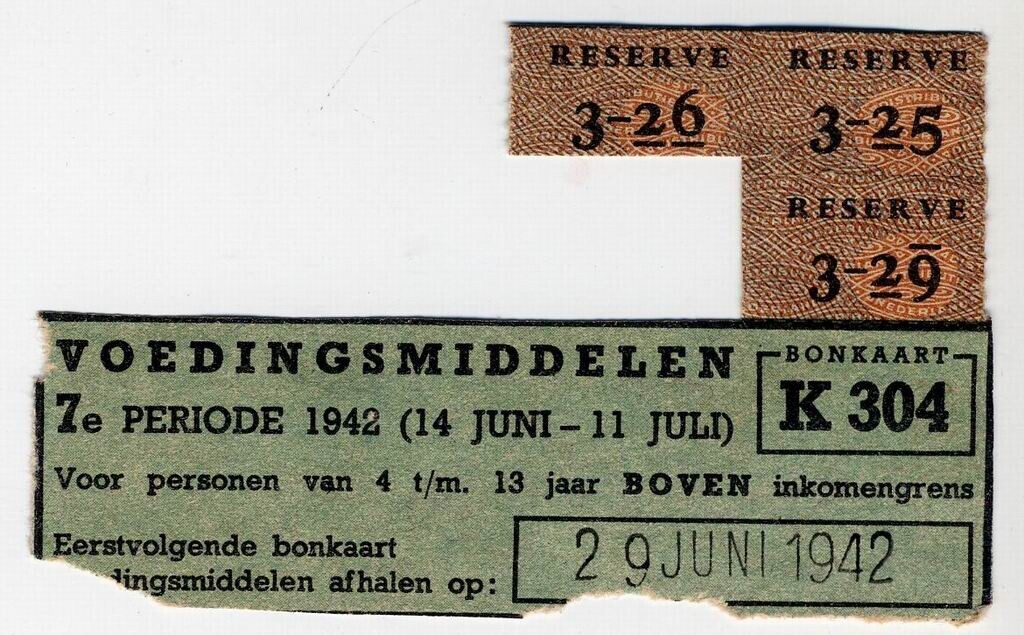 RESERVE RESERVE
3-26 3-25
RESERVE
3-29
VOEDINGSMIDDELEN
BONKAART
K 304
7e PERIODE 1942 (14 JUNI-11 JULI)
Voor personen van 4 t/m. 13 jaar BOVEN inkomengrens
Eerstvolgende bonkaart
dingsmiddelen afhalen op:
29 JUNI 1942